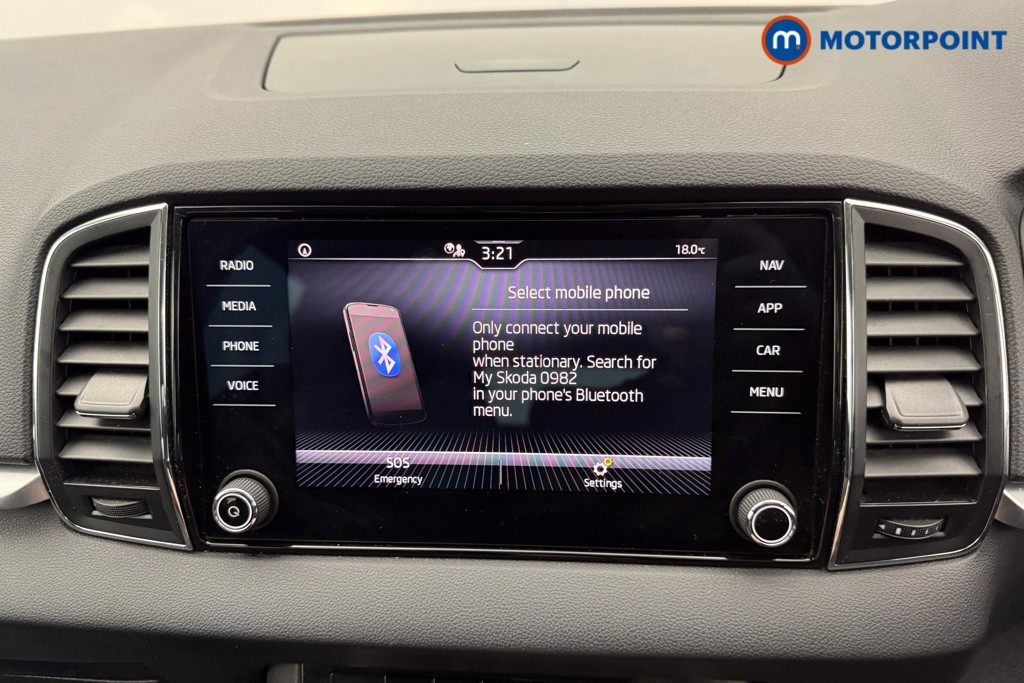 m MOTORPOINT
3:21
18.0°C
RADIO
MEDIA
PHONE
VOICE
Select mobile phone
Only connect your mobile
phone
when stationary. Search for
My Skoda 0982
in your phone's Bluetooth
menu.
SOS
Emergency
Settings
NAV
APP
CAR
MENU